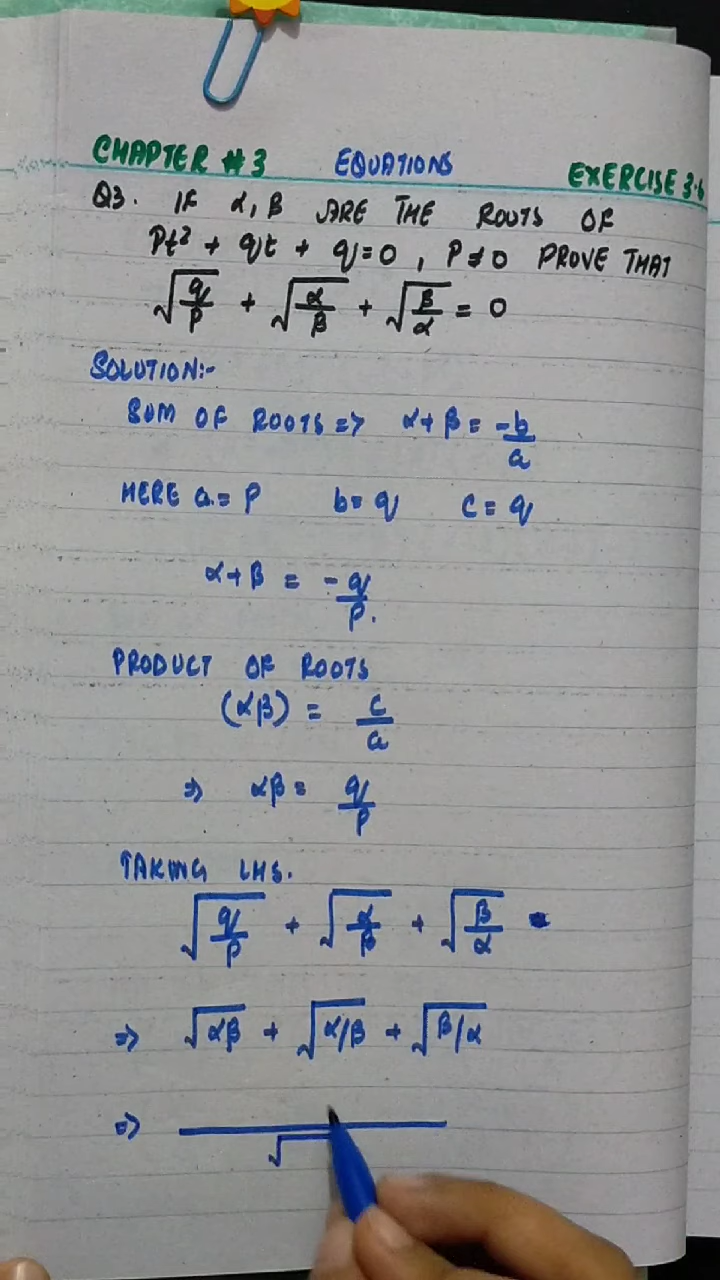 CHAPTER #3 EQUATIONS EXERCISE 3.6
Q3. IF α, β ARE THE ROOTS OF
Pt² + qt + q = 0 , P ≠ 0 PROVE THAT
√(q/P) + √(α/β) + √(β/α) = 0
SOLUTION:-
SUM OF ROOTS => α+β = -b/a
HERE a = P b = q c = q
α+β = -q/P.
PRODUCT OF ROOTS
(αβ) = c/a
=> αβ = q/P
TAKING LHS.
√(q/P) + √(α/β) + √(β/α)
=> √αβ + √α/β + √β/α
=> √